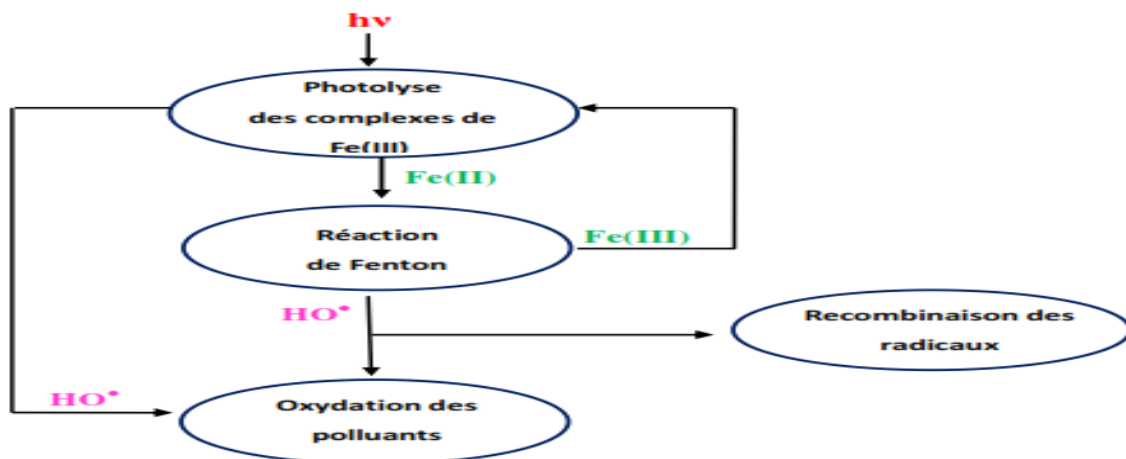 hν
Photolyse
des complexes de
Fe(III)
Fe(II)
Réaction
de Fenton
Fe(III)
HO•
Recombinaison des
radicaux
HO•
Oxydation des
polluants